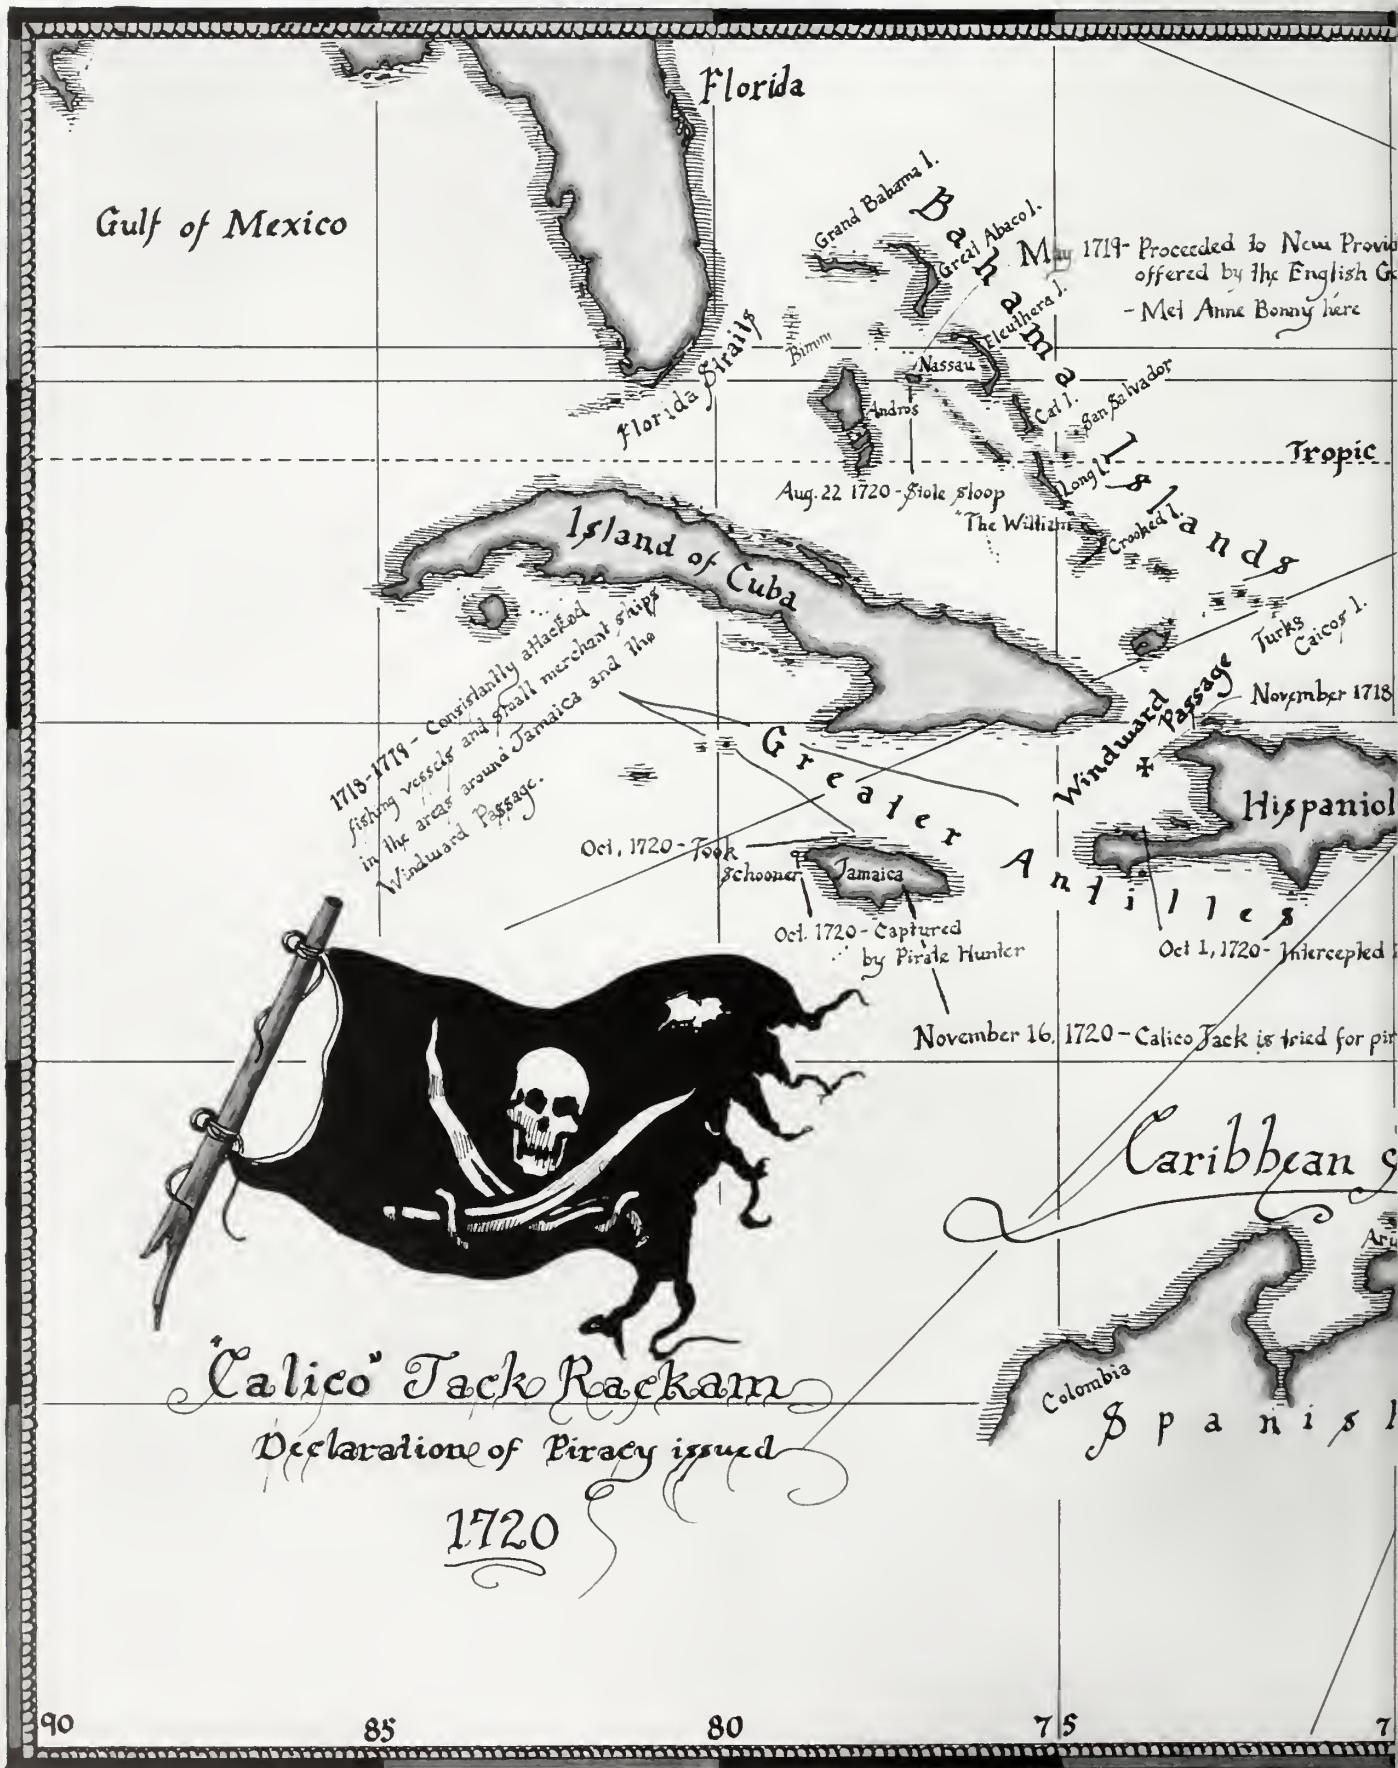 Florida
Gulf of Mexico
Grand Bahama I.
Great Abaco I.
Bahama Islands
May 1719- Proceeded to New Provi
offered by the English G
- Met Anne Bonny here
Eleuthera I.
Florida Straits
Bimini
Nassau
Andros
Cat I.
San Salvador
Tropic
Long I.
Aug. 22 1720 - Stole sloop
"The William"
Crooked I.
Island of Cuba
Turks
Caicos I.
Windward
Passage
November 1718
1718-1719 - Consistantly attacked
fishing vessels and small merchant ships
in the areas around Jamaica and the
Windward Passage.
Greater Antilles
Hispaniol
Oct, 1720 - Took
Schooner
Jamaica
Oct. 1720 - Captured
by Pirate Hunter
Oct 1, 1720 - Intercepted
November 16, 1720 - Calico Jack is tried for pir
Caribbean S
Aru
Colombia
Spanish
"Calico" Jack Rackam
Declaration of Piracy issued
1720
90 85 80 75 7